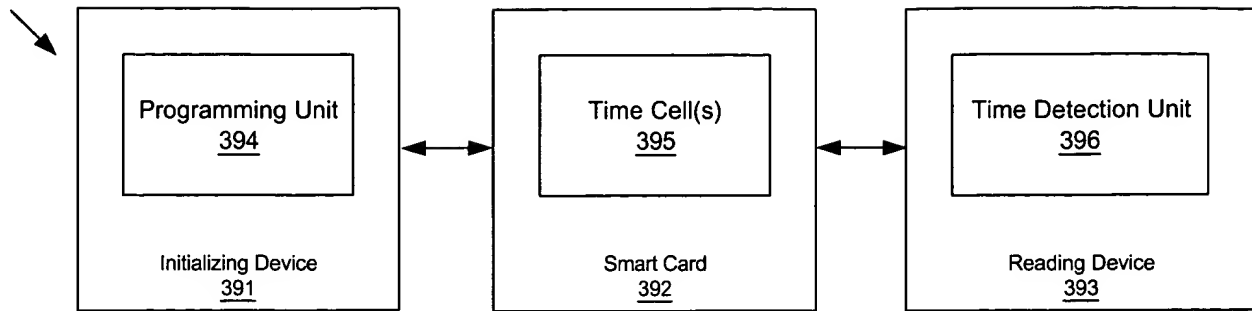 Programming Unit
394
Initializing Device
391
Time Cell(s)
395
Smart Card
392
Time Detection Unit
396
Reading Device
393